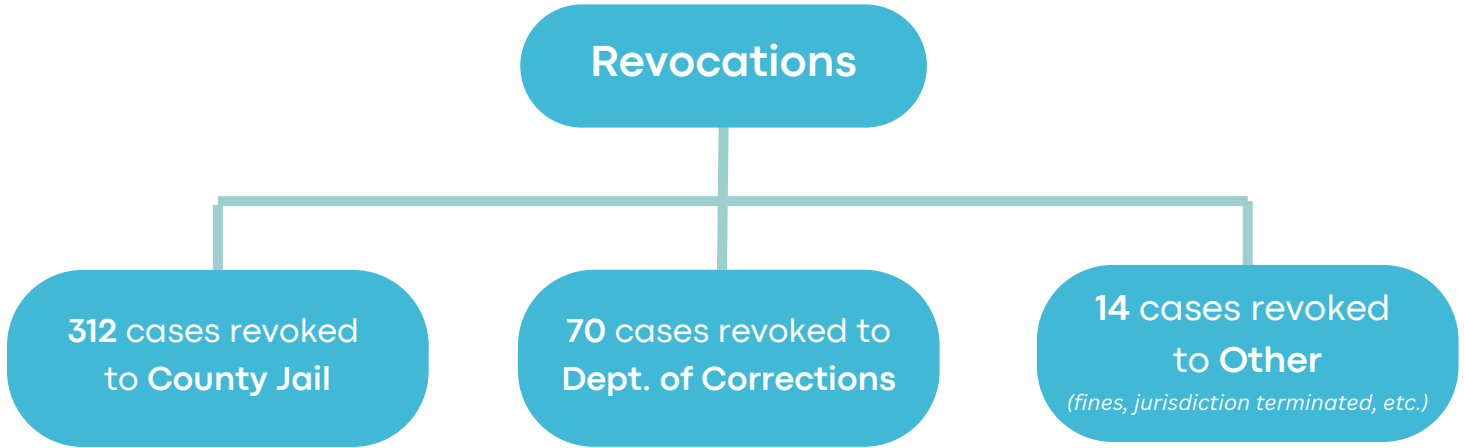 Revocations
312 cases revoked
to County Jail
70 cases revoked to
Dept. of Corrections
14 cases revoked
to Other
(fines, jurisdiction terminated, etc.)